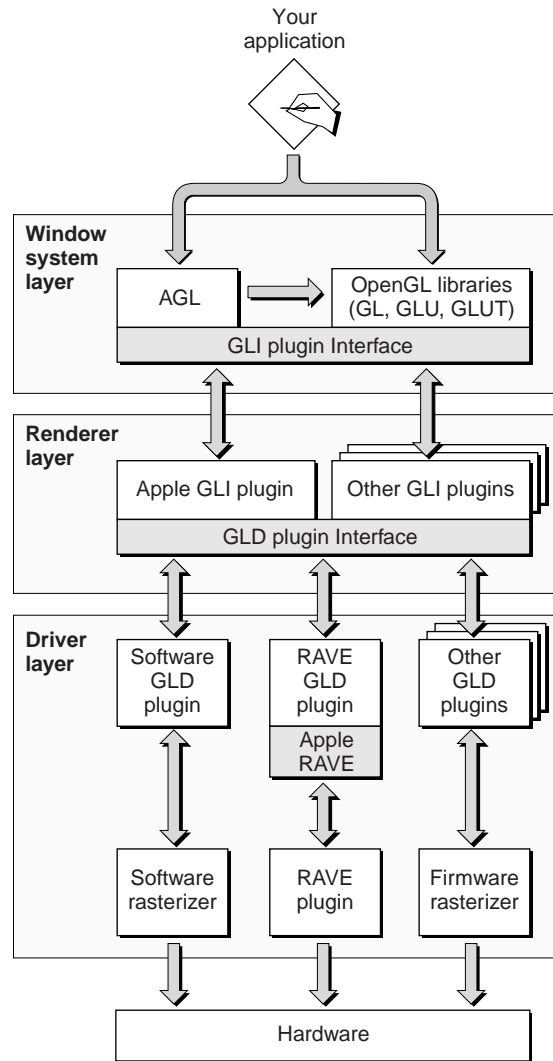 Your
application
Window
system
layer
AGL
OpenGL libraries
(GL, GLU, GLUT)
GLI plugin Interface
Renderer
layer
Apple GLI plugin
Other GLI plugins
GLD plugin Interface
Driver
layer
Software
GLD
plugin
RAVE
GLD
plugin
Apple
RAVE
Other
GLD
plugins
Software
rasterizer
RAVE
plugin
Firmware
rasterizer
Hardware